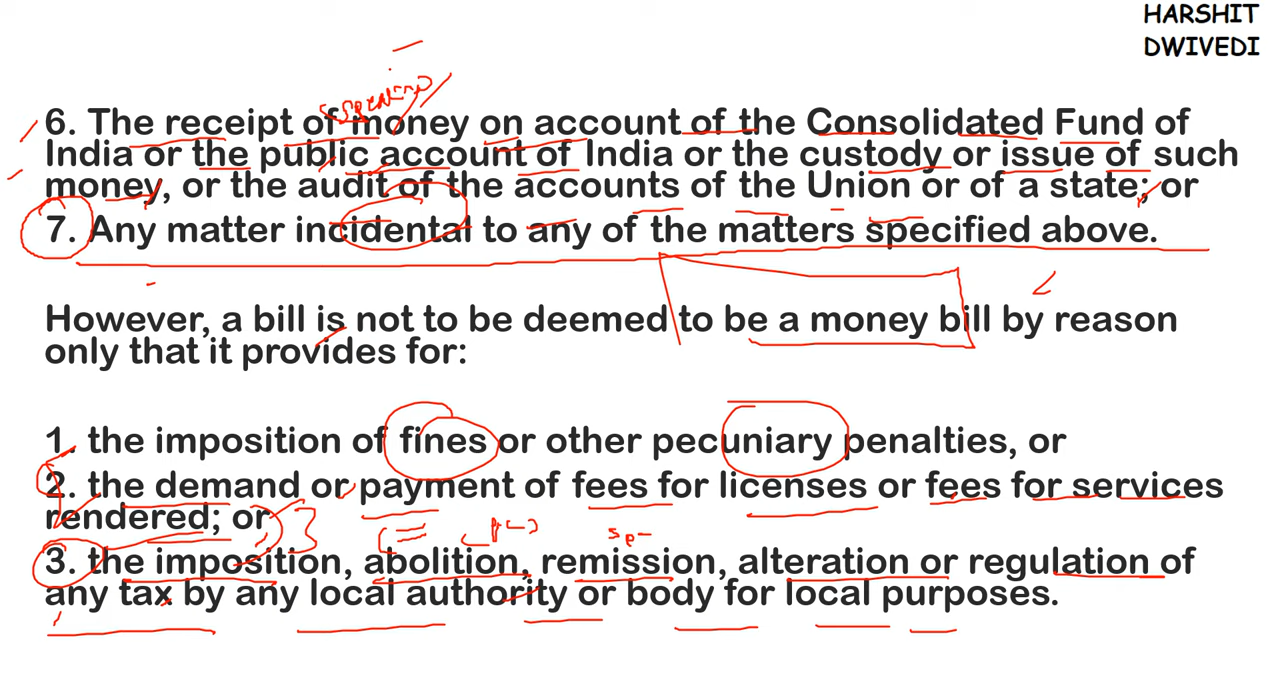 HARSHIT
DWIVEDI
6. The receipt of money on account of the Consolidated Fund of
India or the public account of India or the custody or issue of such
money, or the audit of the accounts of the Union or of a state; or
7. Any matter incidental to any of the matters specified above.
However, a bill is not to be deemed to be a money bill by reason
only that it provides for:
1. the imposition of fines or other pecuniary penalties, or
2. the demand or payment of fees for licenses or fees for services
rendered; or
3. the imposition, abolition, remission, alteration or regulation of
any tax by any local authority or body for local purposes.